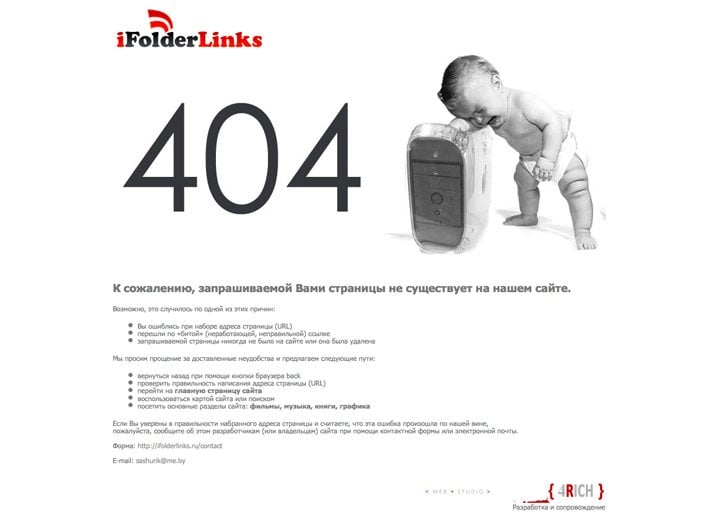 iFolderLinks
404
К сожалению, запрашиваемой Вами страницы не существует на нашем сайте.
Возможно, это случилось по одной из этих причин:
Вы ошиблись при наборе адреса страницы (URL)
перешли по «битой» (неработающей, неправильной) ссылке
запрашиваемой страницы никогда не было на сайте или она была удалена
Мы просим прощение за доставленные неудобства и предлагаем следующие пути:
вернуться назад при помощи кнопки браузера back
проверить правильность написания адреса страницы (URL)
перейти на главную страницу сайта
воспользоваться картой сайта или поиском
посетить основные разделы сайта: фильмы, музыка, книги, графика
Если Вы уверены в правильности набранного адреса страницы и считаете, что эта ошибка произошла по нашей вине,
пожалуйста, сообщите об этом разработчикам (или владельцам) сайта при помощи контактной формы или электронной почты.
Форма: http://ifolderlinks.ru/contact
E-mail: sashurik@me.by
< WEB + STUDIO > { 4RICH }
Разработка и сопровождение